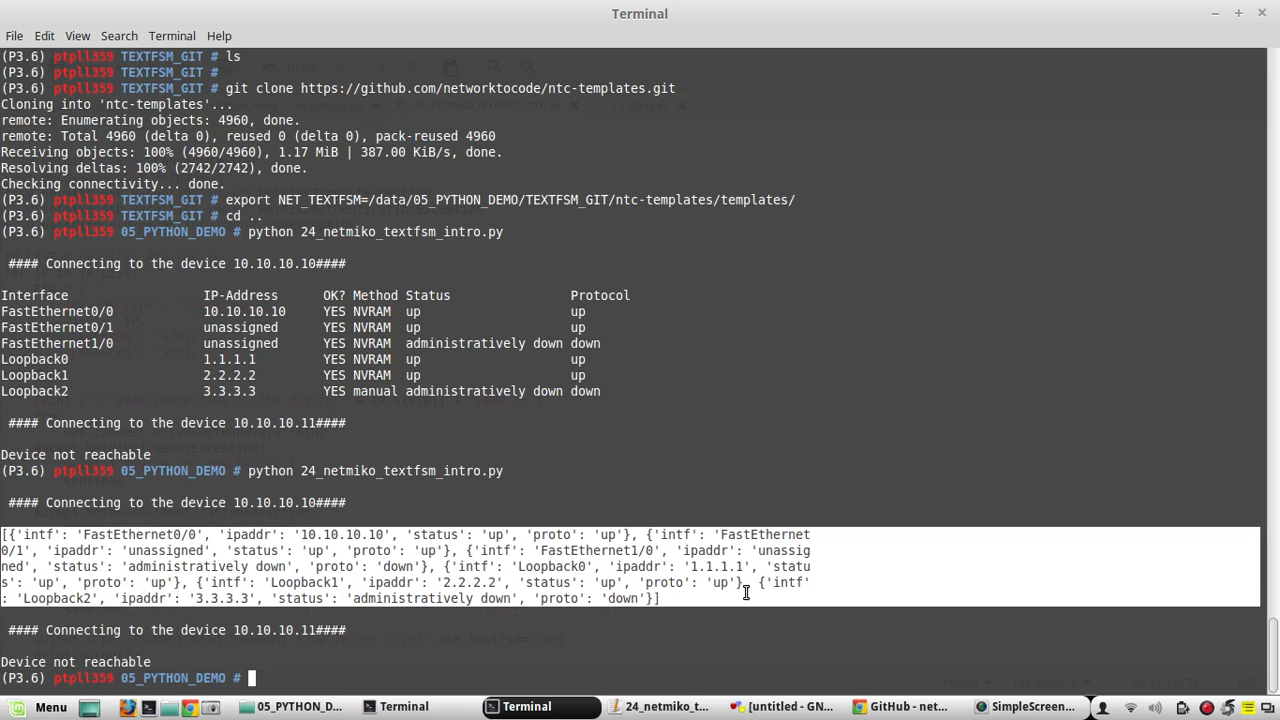 Terminal
File Edit View Search Terminal Help
(P3.6) ptpll359 TEXTFSM_GIT # ls
(P3.6) ptpll359 TEXTFSM_GIT #
(P3.6) ptpll359 TEXTFSM_GIT # git clone https://github.com/networktocode/ntc-templates.git
Cloning into 'ntc-templates'...
remote: Enumerating objects: 4960, done.
remote: Total 4960 (delta 0), reused 0 (delta 0), pack-reused 4960
Receiving objects: 100% (4960/4960), 1.17 MiB | 387.00 KiB/s, done.
Resolving deltas: 100% (2742/2742), done.
Checking connectivity... done.
(P3.6) ptpll359 TEXTFSM_GIT # export NET_TEXTFSM=/data/05_PYTHON_DEMO/TEXTFSM_GIT/ntc-templates/templates/
(P3.6) ptpll359 TEXTFSM_GIT # cd ..
(P3.6) ptpll359 05_PYTHON_DEMO # python 24_netmiko_textfsm_intro.py
#### Connecting to the device 10.10.10.10####
Interface IP-Address OK? Method Status Protocol
FastEthernet0/0 10.10.10.10 YES NVRAM up up
FastEthernet0/1 unassigned YES NVRAM up up
FastEthernet1/0 unassigned YES NVRAM administratively down down
Loopback0 1.1.1.1 YES NVRAM up up
Loopback1 2.2.2.2 YES NVRAM up up
Loopback2 3.3.3.3 YES manual administratively down down
#### Connecting to the device 10.10.10.11####
Device not reachable
(P3.6) ptpll359 05_PYTHON_DEMO # python 24_netmiko_textfsm_intro.py
#### Connecting to the device 10.10.10.10####
[{'intf': 'FastEthernet0/0', 'ipaddr': '10.10.10.10', 'status': 'up', 'proto': 'up'}, {'intf': 'FastEthernet
0/1', 'ipaddr': 'unassigned', 'status': 'up', 'proto': 'up'}, {'intf': 'FastEthernet1/0', 'ipaddr': 'unassig
ned', 'status': 'administratively down', 'proto': 'down'}, {'intf': 'Loopback0', 'ipaddr': '1.1.1.1', 'statu
s': 'up', 'proto': 'up'}, {'intf': 'Loopback1', 'ipaddr': '2.2.2.2', 'status': 'up', 'proto': 'up'}, {'intf'
: 'Loopback2', 'ipaddr': '3.3.3.3', 'status': 'administratively down', 'proto': 'down'}]
#### Connecting to the device 10.10.10.11####
Device not reachable
(P3.6) ptpll359 05_PYTHON_DEMO #
Menu 05_PYTHON_D... Terminal Terminal 24_netmiko_t... [untitled - GN... GitHub - netw... SimpleScreen...